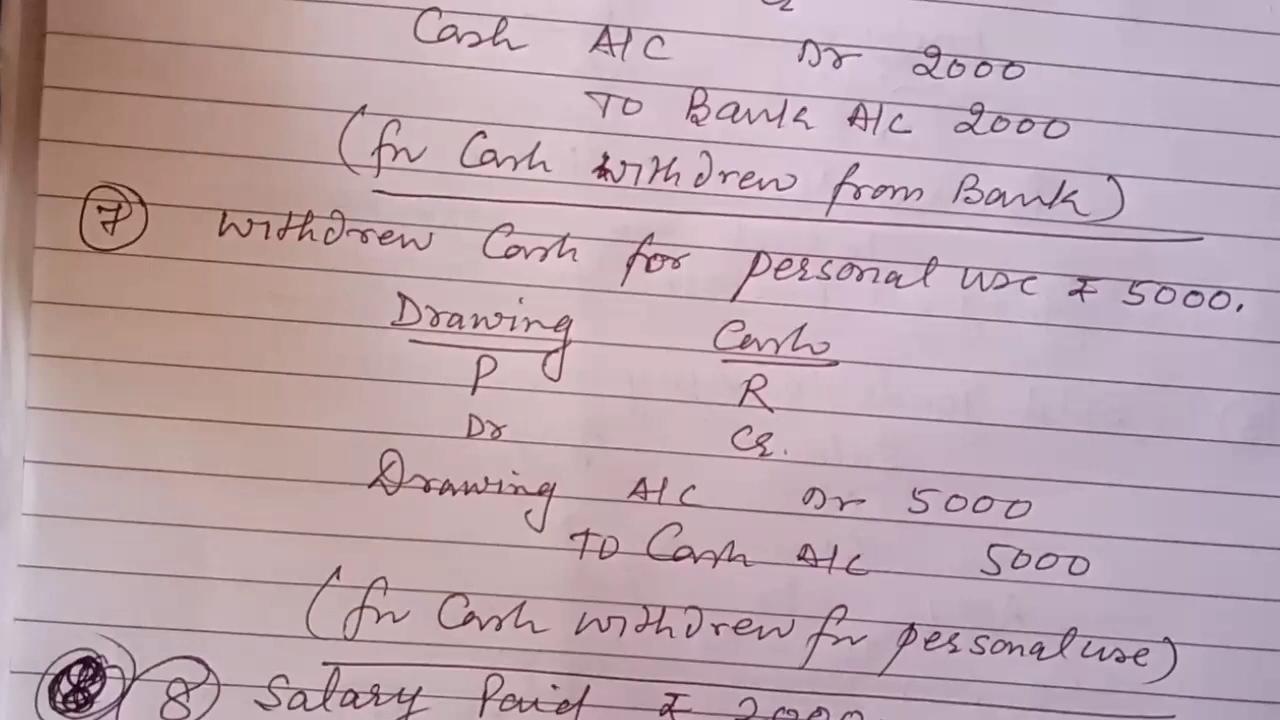 Cash A/C Dr 2000
To Bank A/C 2000
(for Cash withdrew from Bank)
7 Withdrew Cash for personal use ₹ 5000.
Drawing Cash
P R
Dr Cr.
Drawing A/C Dr 5000
To Cash A/C 5000
(for Cash withdrew for personal use)
8) Salary Paid ₹ 2000